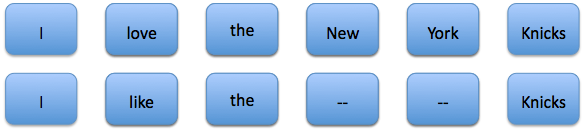 I love the New York Knicks
I like the -- -- Knicks